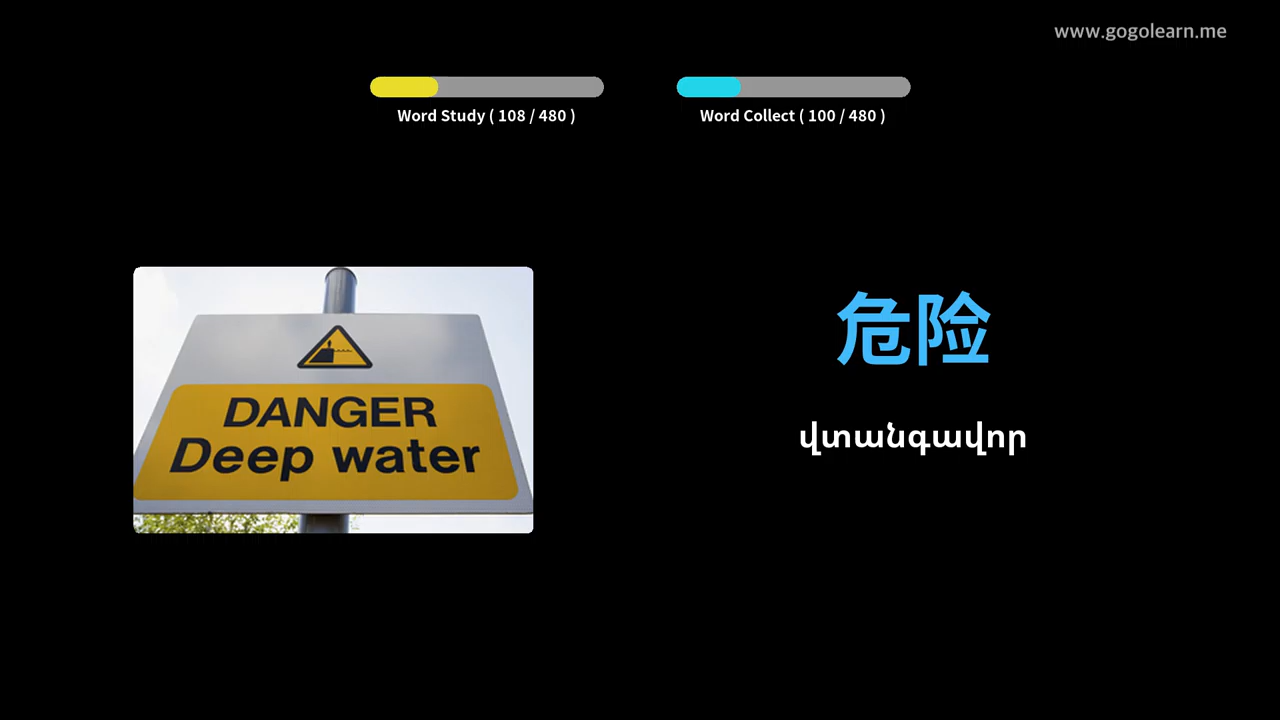 www.gogolearn.me
Word Study ( 108 / 480 )
Word Collect ( 100 / 480 )
DANGER
Deep water
危险
վտանգավոր